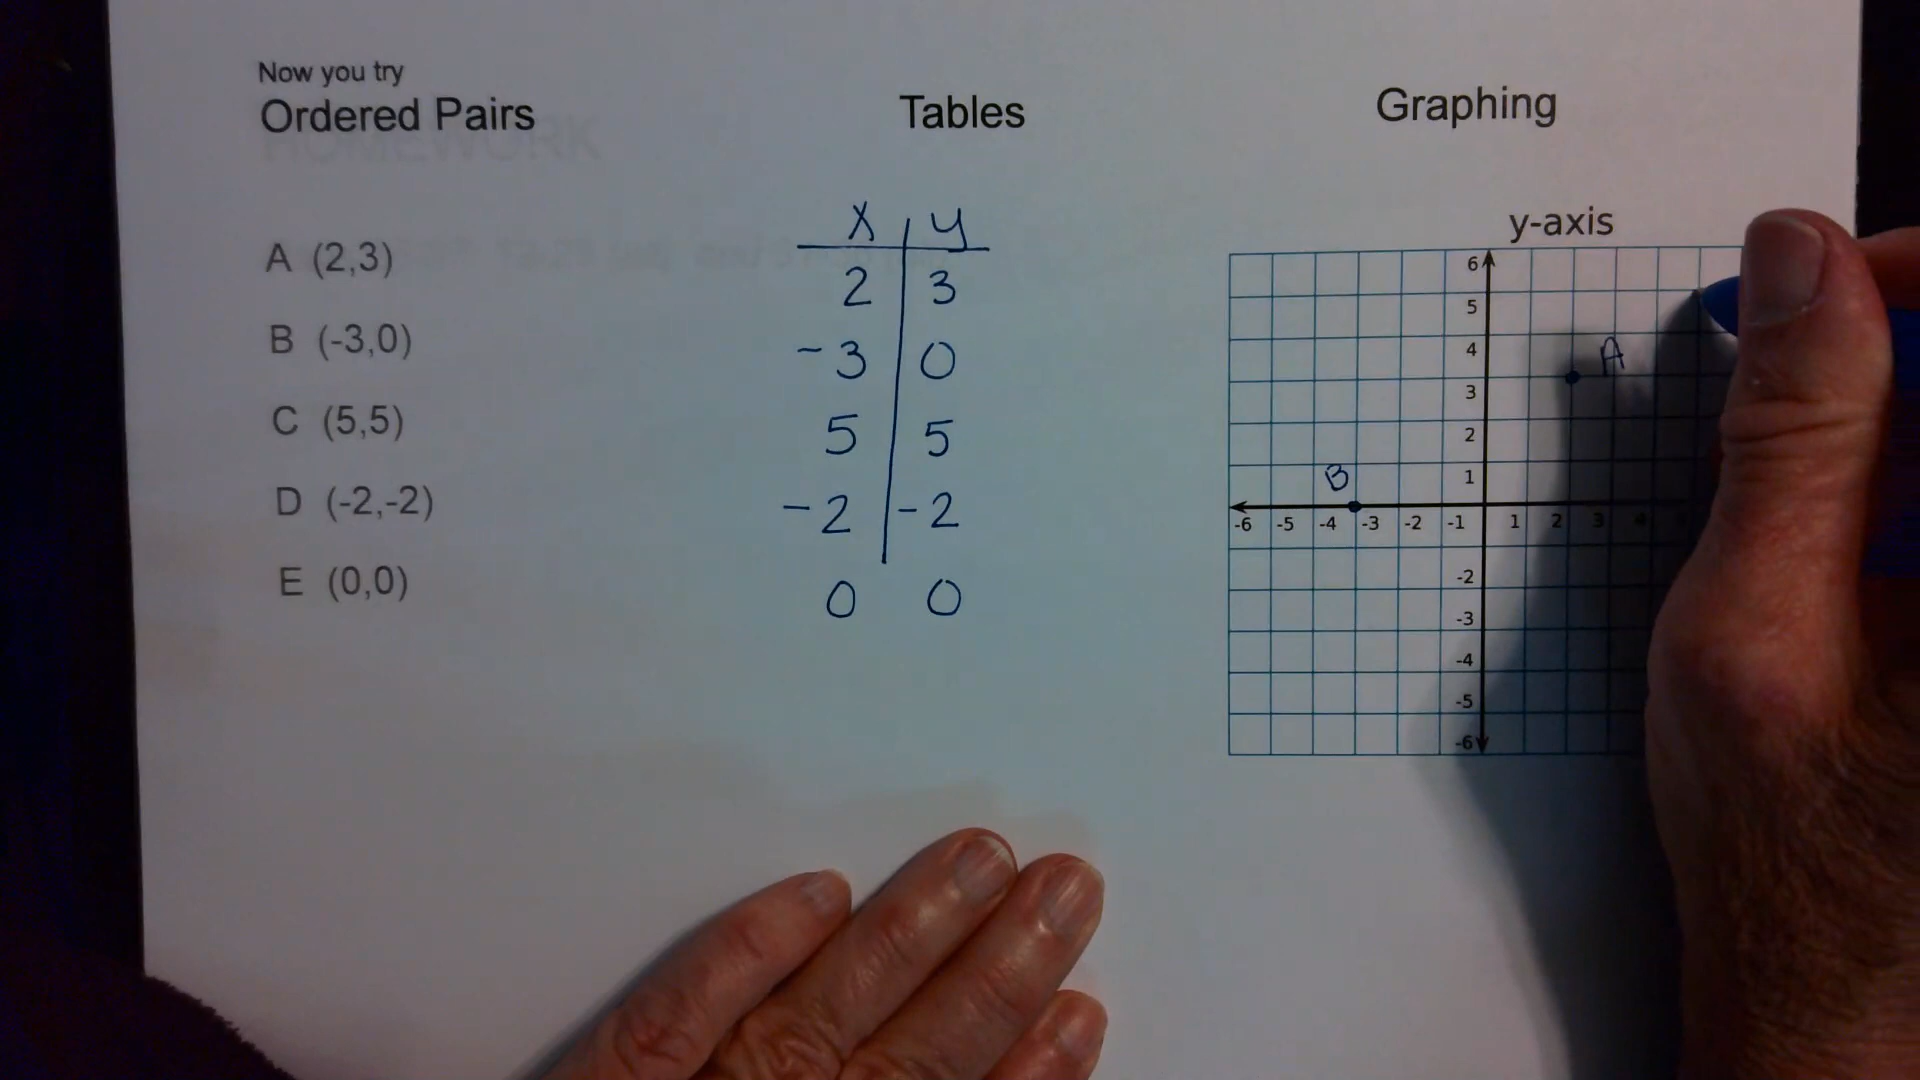 Now you try
Ordered Pairs
Tables
Graphing
A (2,3)
B (-3,0)
C (5,5)
D (-2,-2)
E (0,0)
x y
2 3
-3 0
5 5
-2 -2
0 0
y-axis
6
5
4
3
2
1
-6 -5 -4 -3 -2 -1 1 2 3 4
-2
-3
-4
-5
-6
A
B